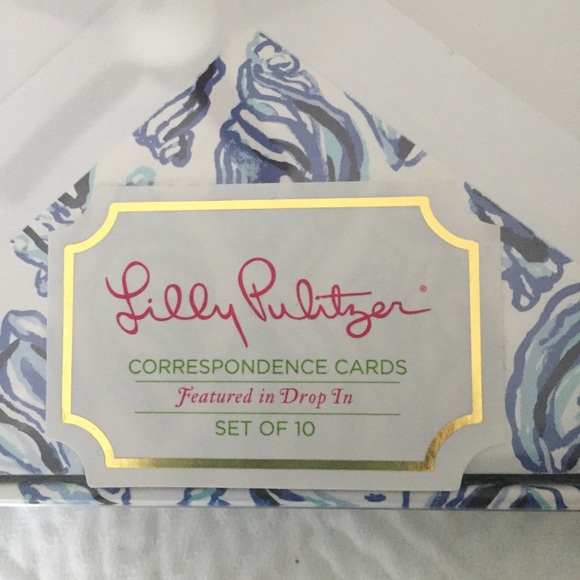 Lilly Pulitzer®
CORRESPONDENCE CARDS
Featured in Drop In
SET OF 10